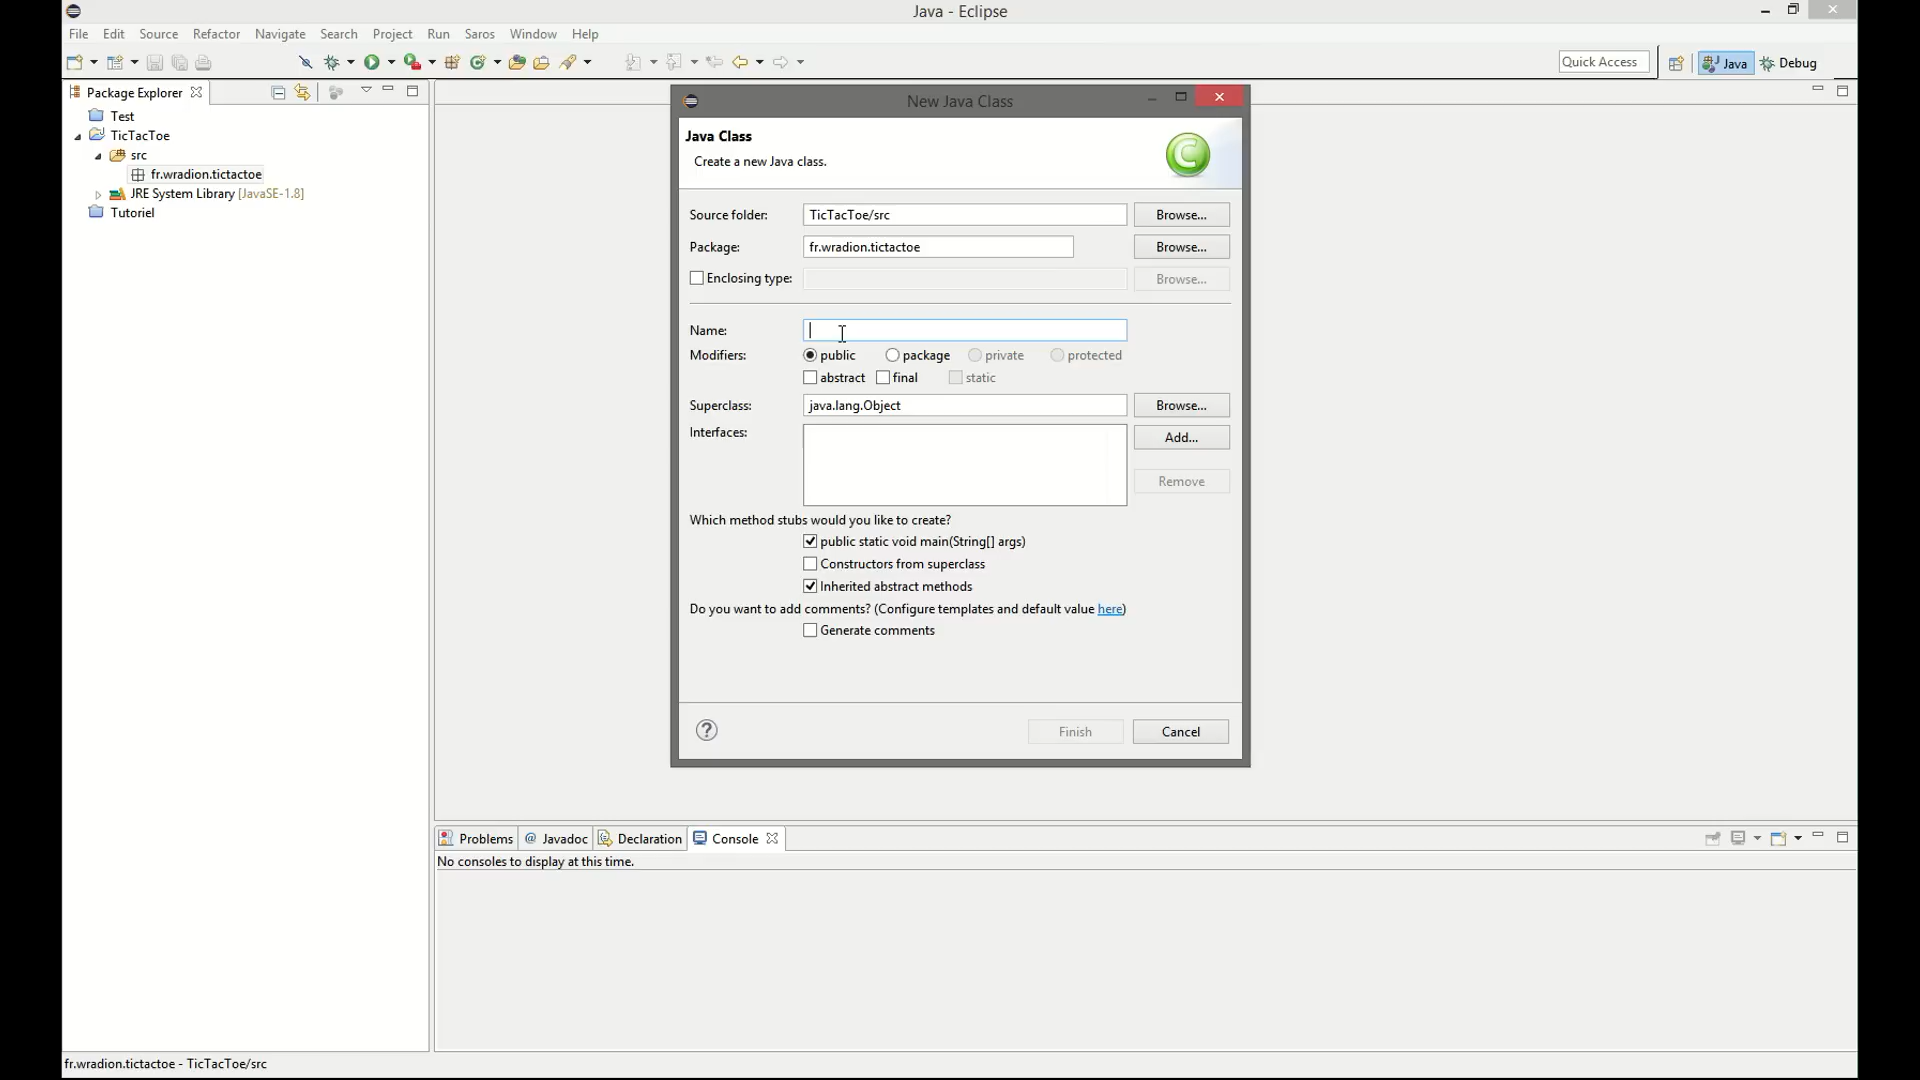 Java - Eclipse
File Edit Source Refactor Navigate Search Project Run Saros Window Help
Quick Access Java Debug
Package Explorer
Test
TicTacToe
src
fr.wradion.tictactoe
JRE System Library [JavaSE-1.8]
Tutoriel
New Java Class
Java Class
Create a new Java class.
C
Source folder: TicTacToe/src Browse...
Package: fr.wradion.tictactoe Browse...
Enclosing type: Browse...
Name:
Modifiers: public package private protected
abstract final static
Superclass: java.lang.Object Browse...
Interfaces: Add...
Remove
Which method stubs would you like to create?
public static void main(String[] args)
Constructors from superclass
Inherited abstract methods
Do you want to add comments? (Configure templates and default value here)
Generate comments
? Finish Cancel
Problems @ Javadoc Declaration Console
No consoles to display at this time.
fr.wradion.tictactoe - TicTacToe/src